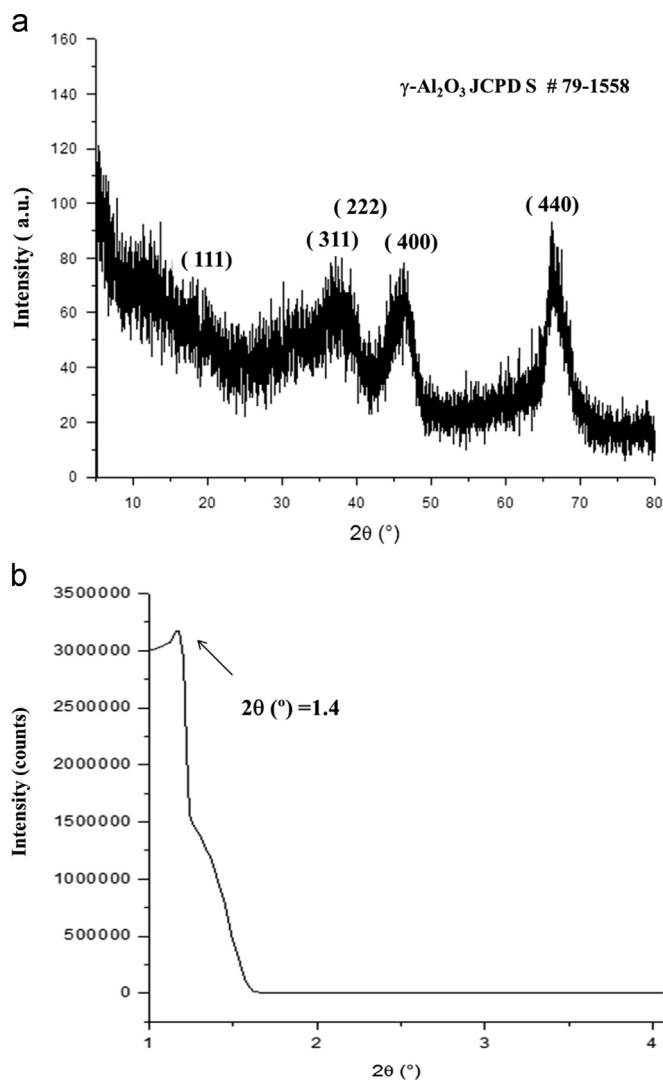 a
160
140
120
100
80
60
40
20
0
γ-Al₂O₃ JCPD S # 79-1558
( 111)
( 311)
(222)
( 400)
(440)
Intensity ( a.u.)
10 20 30 40 50 60 70 80
2θ (°)
b
3500000
3000000
2500000
2000000
1500000
1000000
500000
0
2θ (º) =1.4
Intensity (counts)
1 2 3 4
2θ (°)